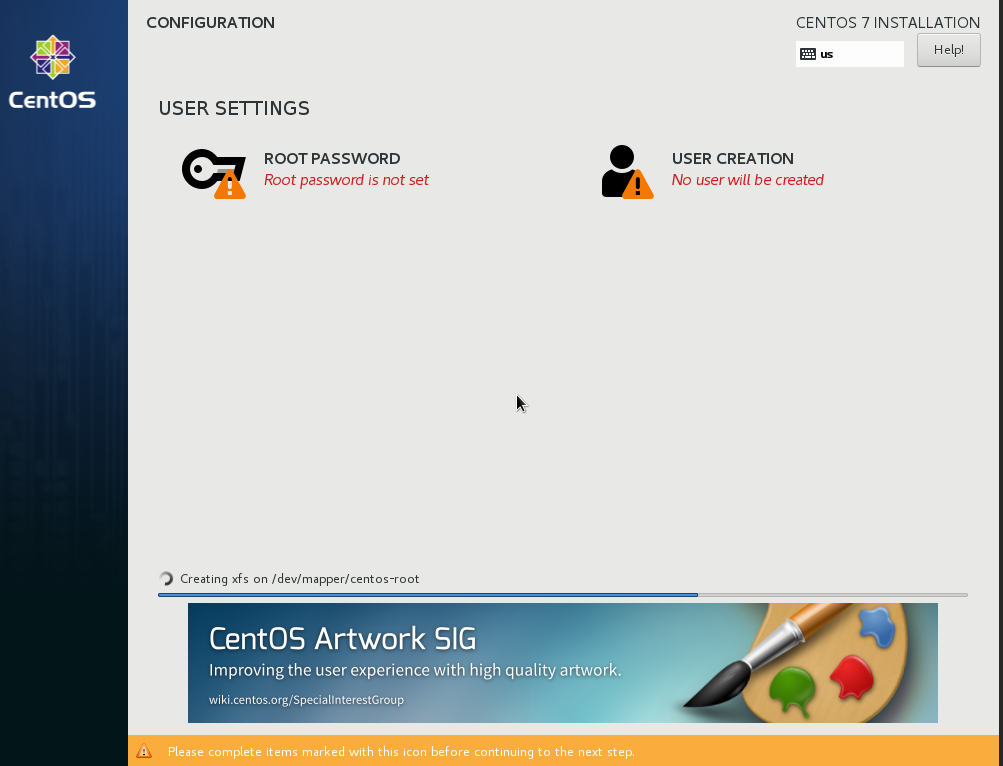 CONFIGURATION
CENTOS 7 INSTALLATION
us
Help!
CentOS
USER SETTINGS
ROOT PASSWORD
Root password is not set
USER CREATION
No user will be created
Creating xfs on /dev/mapper/centos-root
CentOS Artwork SIG
Improving the user experience with high quality artwork.
wiki.centos.org/SpecialInterestGroup
Please complete items marked with this icon before continuing to the next step.